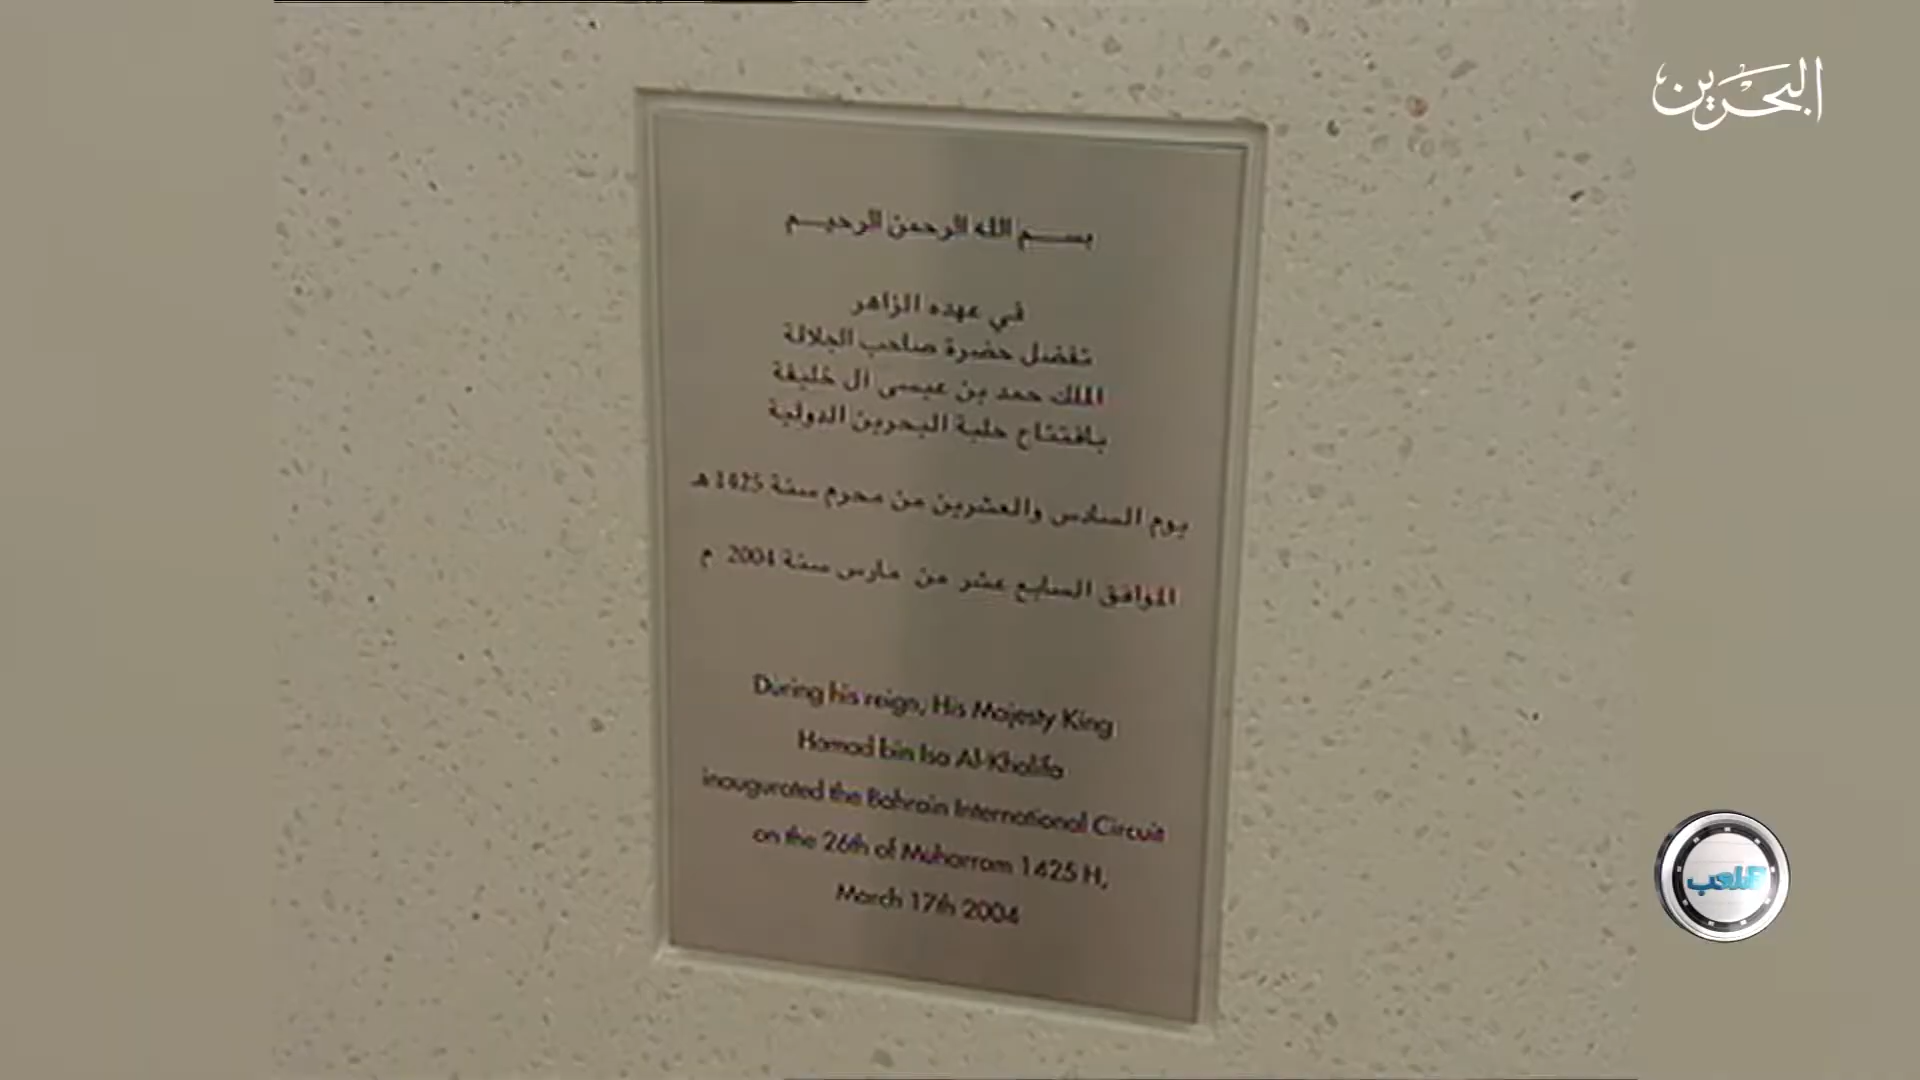 البحرين
بسم الله الرحمن الرحيم
في عهده الزاهر
تفضل حضرة صاحب الجلالة
الملك حمد بن عيسى ال خليفة
بافتتاح حلبة البحرين الدولية
يوم السادس والعشرين من محرم سنة 1425 هـ
الموافق السابع عشر من مارس سنة 2004 م
During his reign, His Majesty King
Hamad bin Isa Al-Khalifa
inaugurated the Bahrain International Circuit
on the 26th of Muharram 1425 H,
March 17th 2004
الملعب